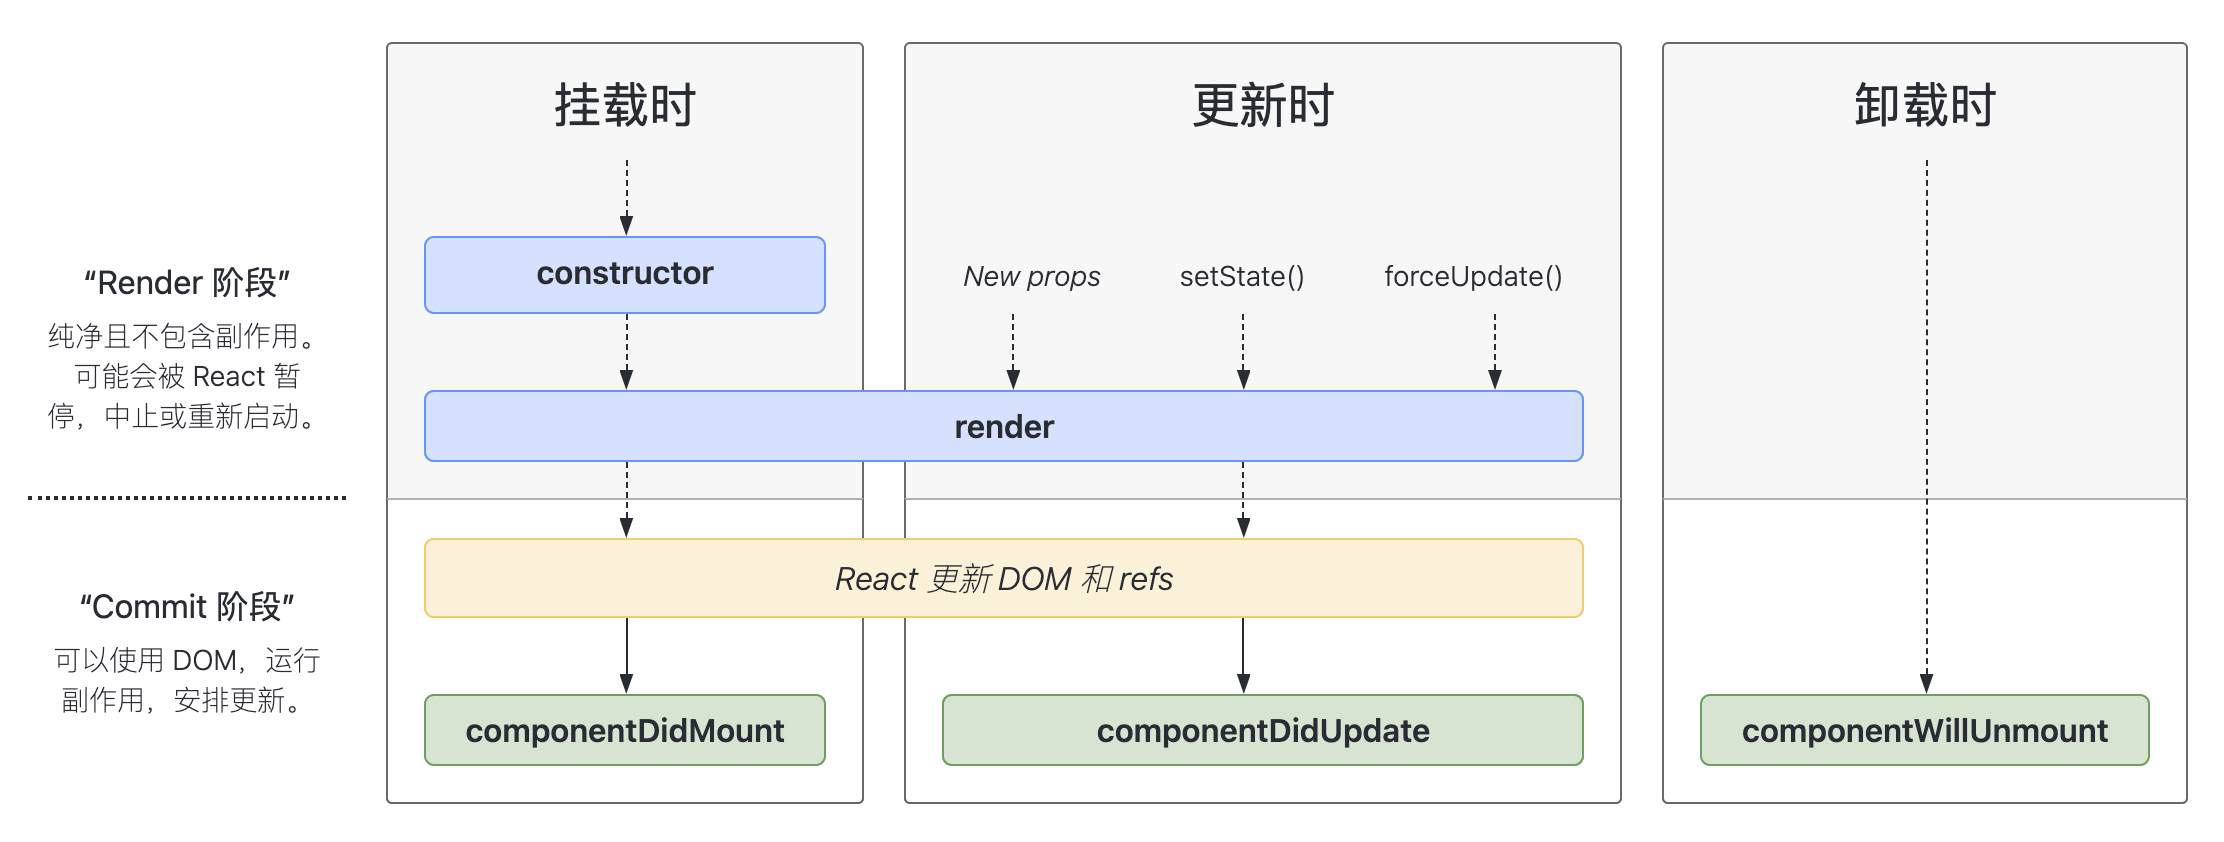 挂载时
更新时
卸载时
“Render 阶段”
纯净且不包含副作用。
可能会被 React 暂
停，中止或重新启动。
constructor
New props
setState()
forceUpdate()
render
“Commit 阶段”
可以使用 DOM，运行
副作用，安排更新。
React 更新 DOM 和 refs
componentDidMount
componentDidUpdate
componentWillUnmount